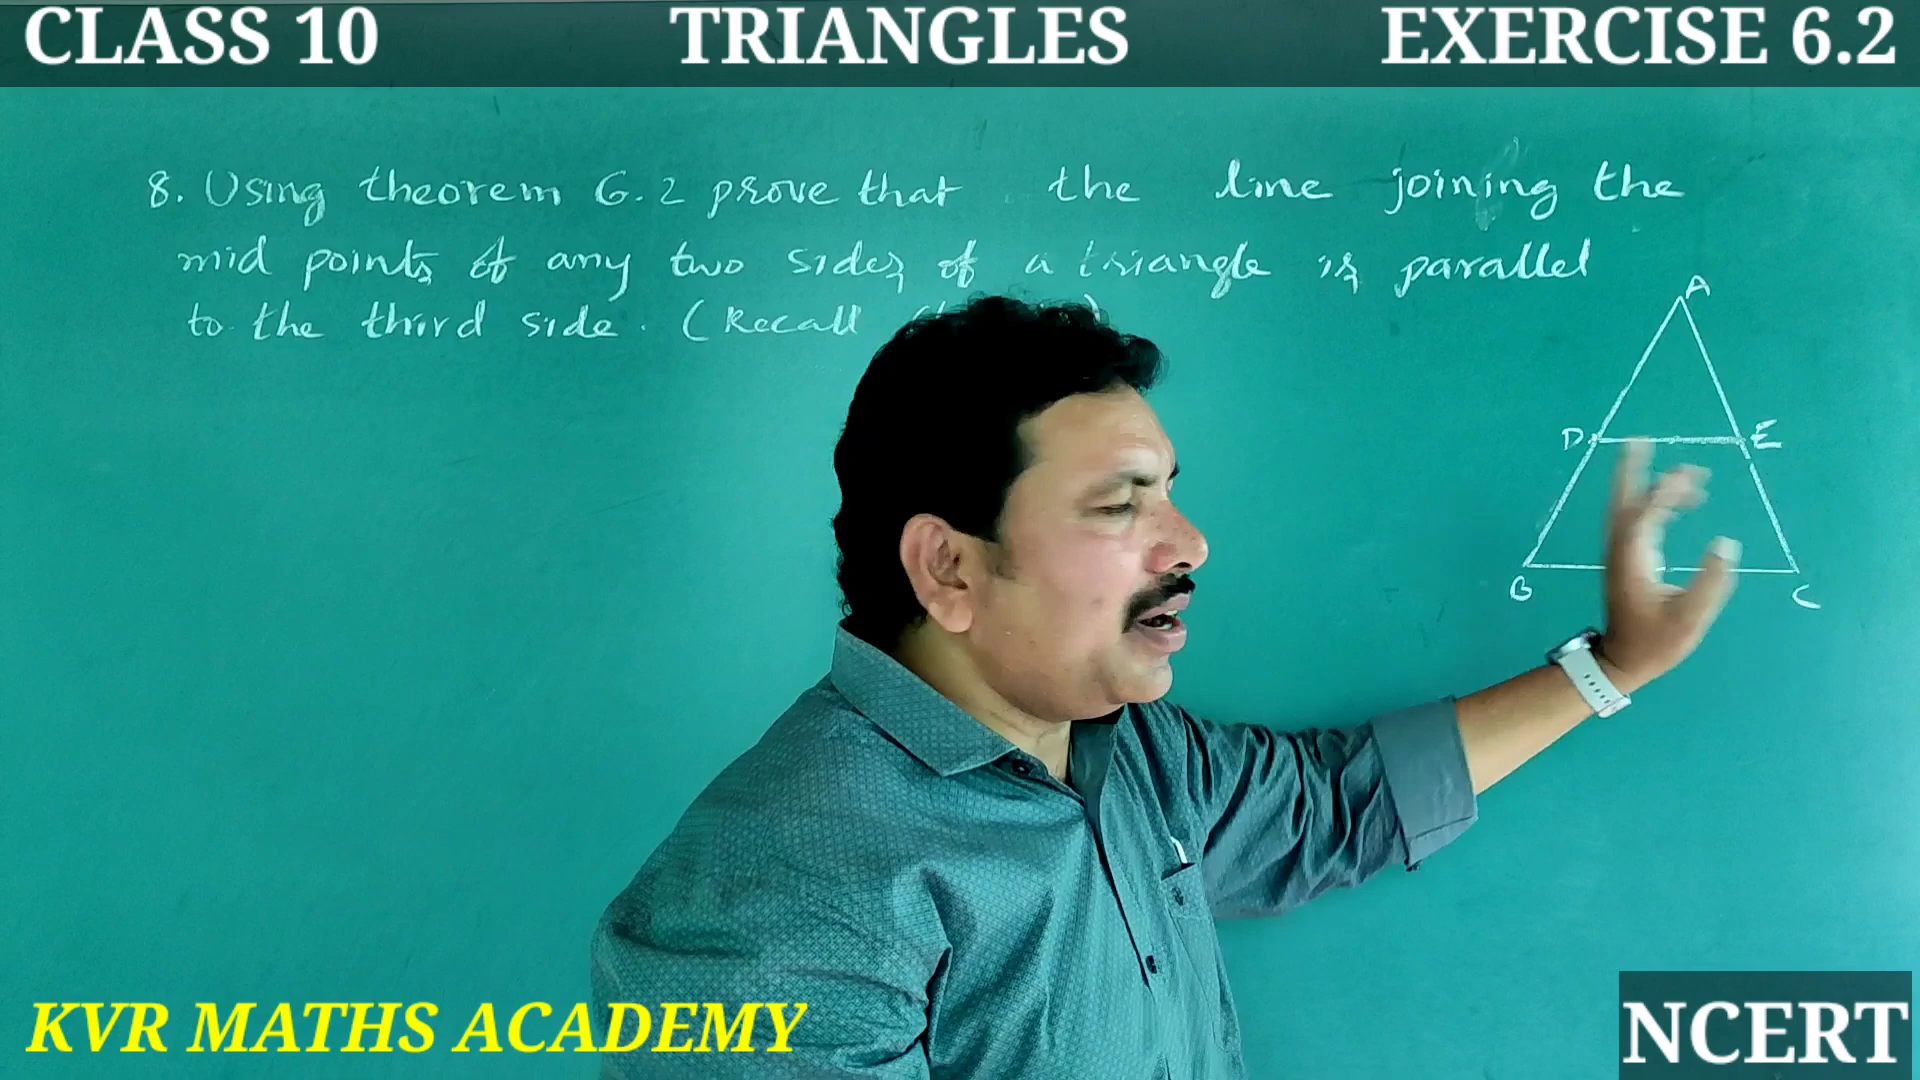 CLASS 10 TRIANGLES EXERCISE 6.2
8. Using theorem 6.2 prove that the line joining the
mid points of any two sides of a triangle is parallel
to the third side. (Recall
A
D E
B C
KVR MATHS ACADEMY
NCERT